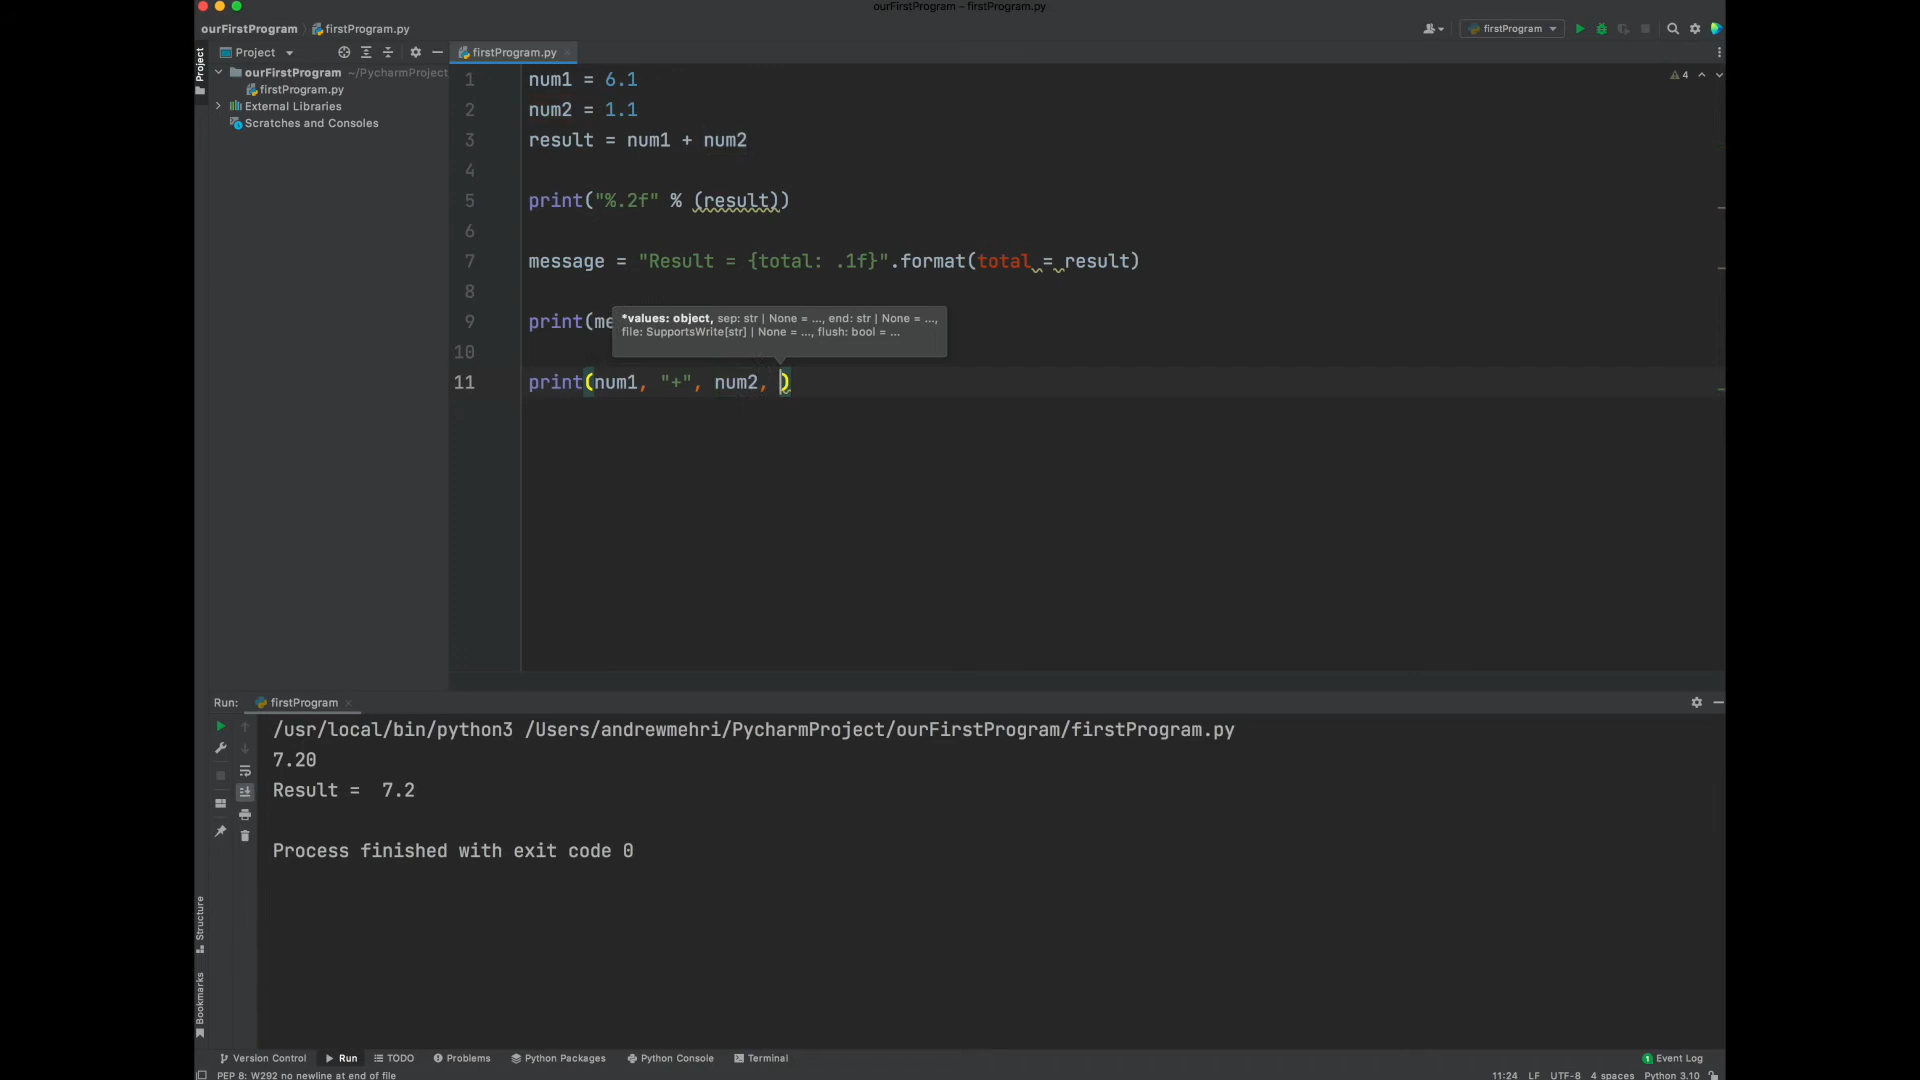 ourFirstProgram – firstProgram.py
ourFirstProgram firstProgram.py
firstProgram
Project
Project
firstProgram.py
ourFirstProgram ~/PycharmProject
firstProgram.py
External Libraries
Scratches and Consoles
4
1 num1 = 6.1
2 num2 = 1.1
3 result = num1 + num2
4
5 print("%.2f" % (result))
6
7 message = "Result = {total: .1f}".format(total = result)
8
*values: object, sep: str | None = ..., end: str | None = ...,
9 print(me
file: SupportsWrite[str] | None = ..., flush: bool = ...
10
11 print(num1, "+", num2, )
Run: firstProgram
/usr/local/bin/python3 /Users/andrewmehri/PycharmProject/ourFirstProgram/firstProgram.py
7.20
Result =  7.2
Process finished with exit code 0
Structure
Bookmarks
Version Control Run TODO Problems Python Packages Python Console Terminal 1 Event Log
PEP 8: W292 no newline at end of file 11:24 LF UTF-8 4 spaces Python 3.10